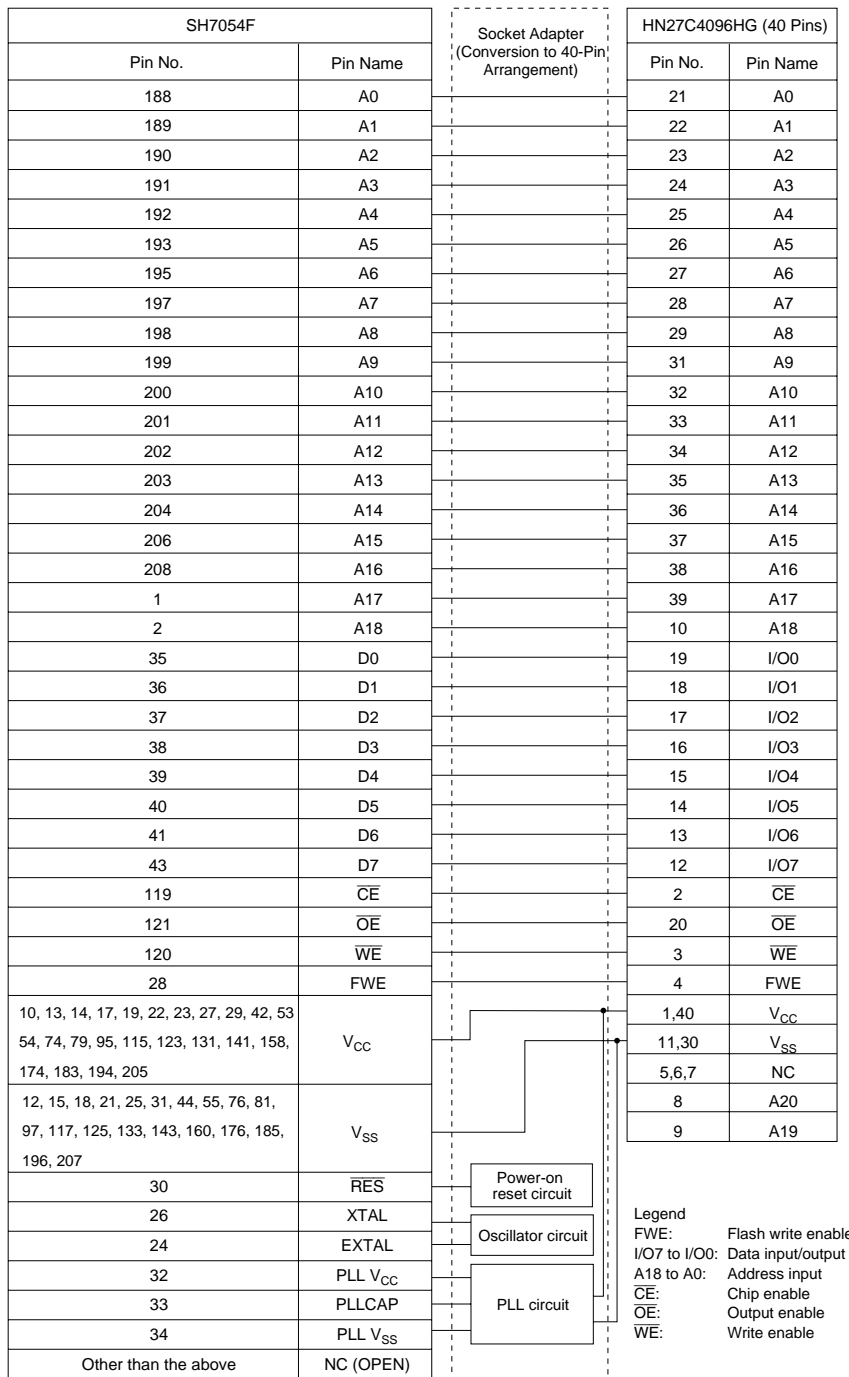 SH7054F
Socket Adapter
(Conversion to 40-Pin
Arrangement)
HN27C4096HG (40 Pins)
Pin No. Pin Name Pin No. Pin Name
188 A0 21 A0
189 A1 22 A1
190 A2 23 A2
191 A3 24 A3
192 A4 25 A4
193 A5 26 A5
195 A6 27 A6
197 A7 28 A7
198 A8 29 A8
199 A9 31 A9
200 A10 32 A10
201 A11 33 A11
202 A12 34 A12
203 A13 35 A13
204 A14 36 A14
206 A15 37 A15
208 A16 38 A16
1 A17 39 A17
2 A18 10 A18
35 D0 19 I/O0
36 D1 18 I/O1
37 D2 17 I/O2
38 D3 16 I/O3
39 D4 15 I/O4
40 D5 14 I/O5
41 D6 13 I/O6
43 D7 12 I/O7
119 C̅E̅ 2 C̅E̅
121 O̅E̅ 20 O̅E̅
120 W̅E̅ 3 W̅E̅
28 FWE 4 FWE
10, 13, 14, 17, 19, 22, 23, 27, 29, 42, 53
54, 74, 79, 95, 115, 123, 131, 141, 158,
174, 183, 194, 205
VCC
1,40 VCC
11,30 VSS
5,6,7 NC
8 A20
9 A19
12, 15, 18, 21, 25, 31, 44, 55, 76, 81,
97, 117, 125, 133, 143, 160, 176, 185,
196, 207
VSS
30 R̅E̅S̅
Power-on
reset circuit
26 XTAL
24 EXTAL
Oscillator circuit
32 PLL VCC
33 PLLCAP
34 PLL VSS
PLL circuit
Other than the above NC (OPEN)
Legend
FWE: Flash write enable
I/O7 to I/O0: Data input/output
A18 to A0: Address input
C̅E̅: Chip enable
O̅E̅: Output enable
W̅E̅: Write enable